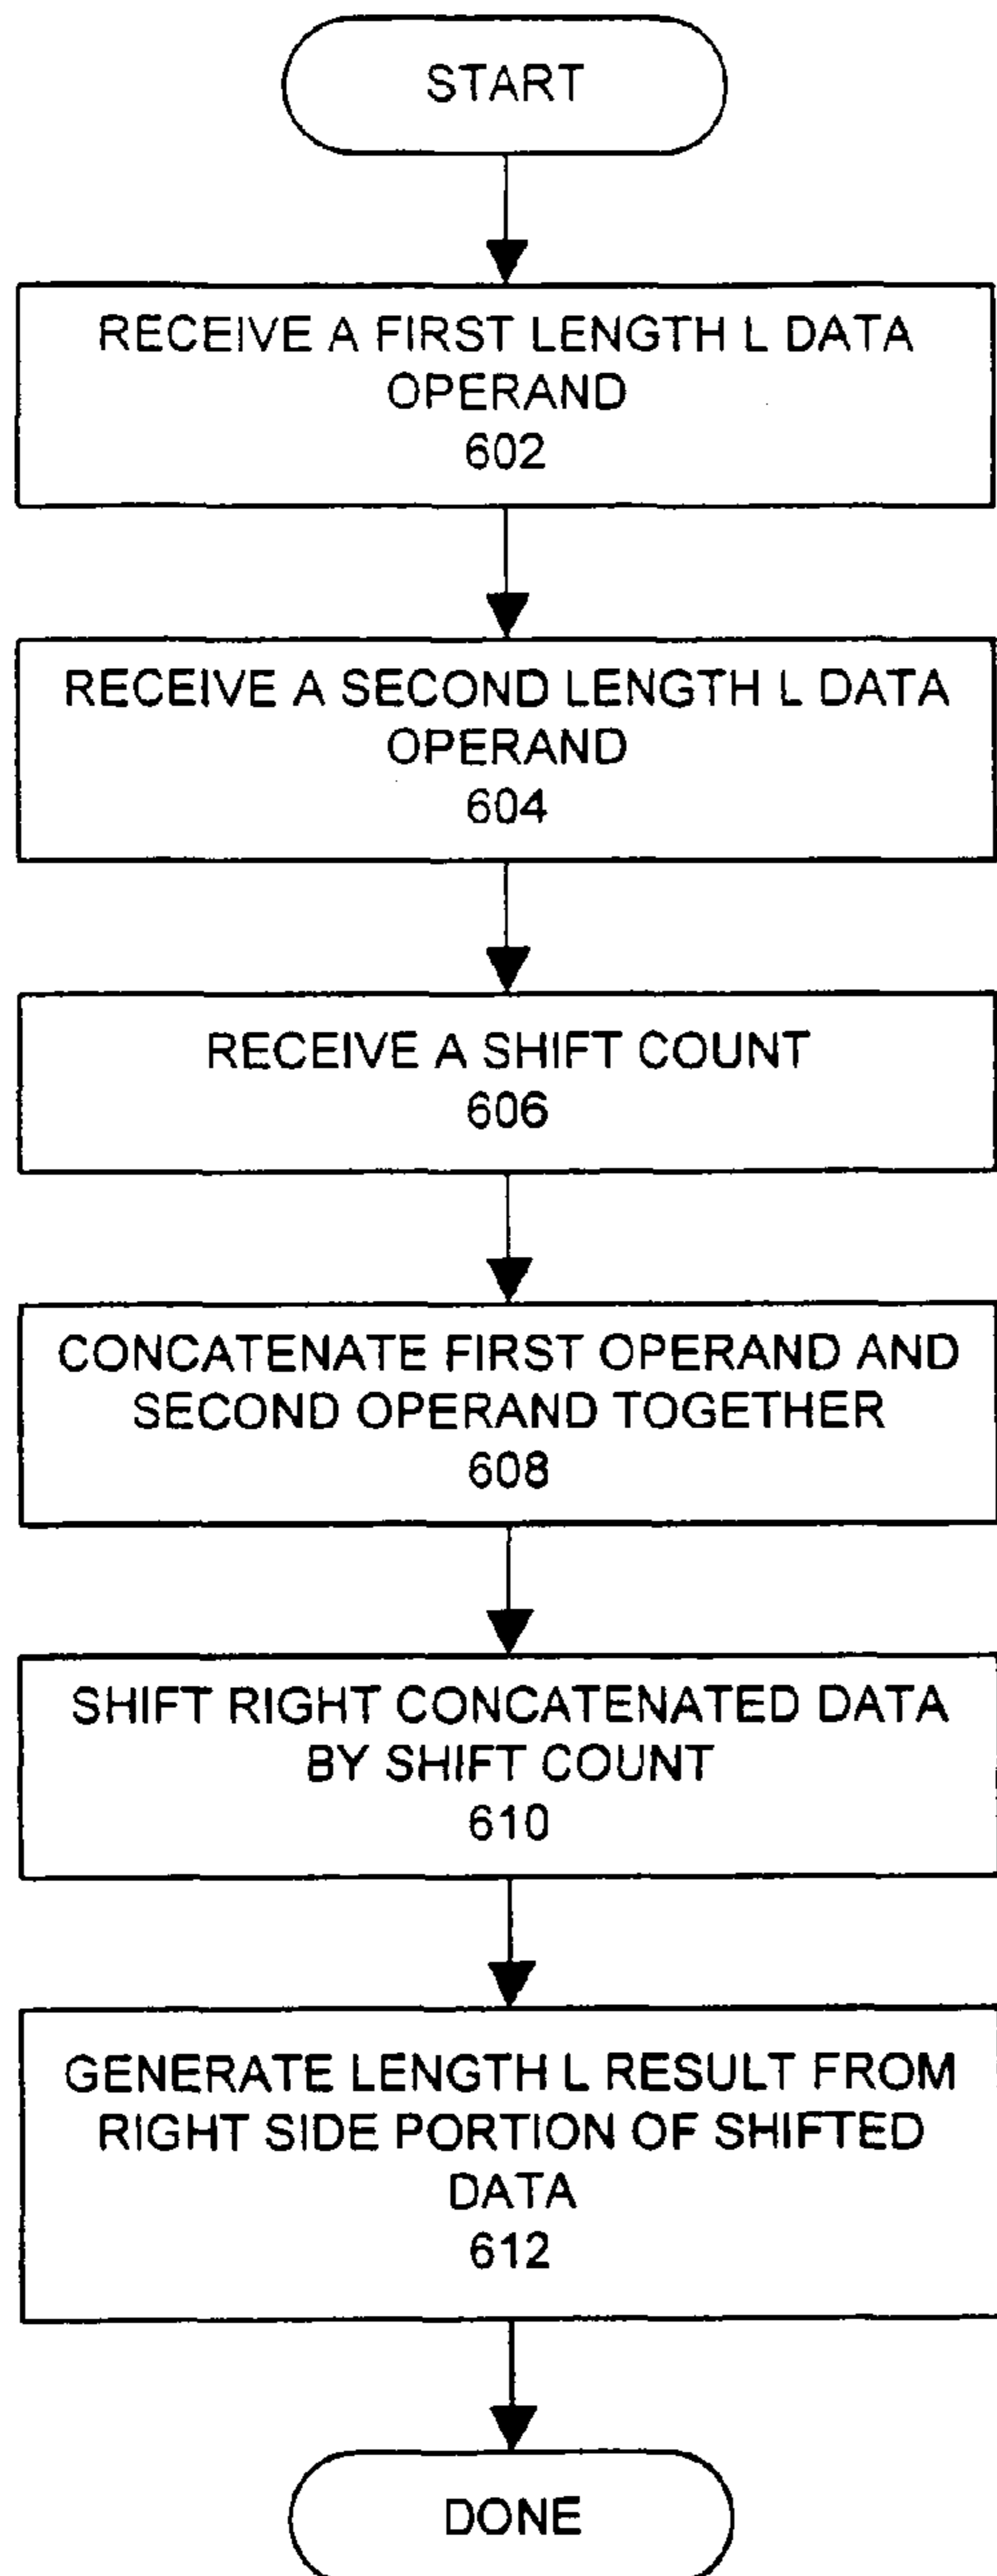 START
RECEIVE A FIRST LENGTH L DATA
OPERAND
602
RECEIVE A SECOND LENGTH L DATA
OPERAND
604
RECEIVE A SHIFT COUNT
606
CONCATENATE FIRST OPERAND AND
SECOND OPERAND TOGETHER
608
SHIFT RIGHT CONCATENATED DATA
BY SHIFT COUNT
610
GENERATE LENGTH L RESULT FROM
RIGHT SIDE PORTION OF SHIFTED
DATA
612
DONE